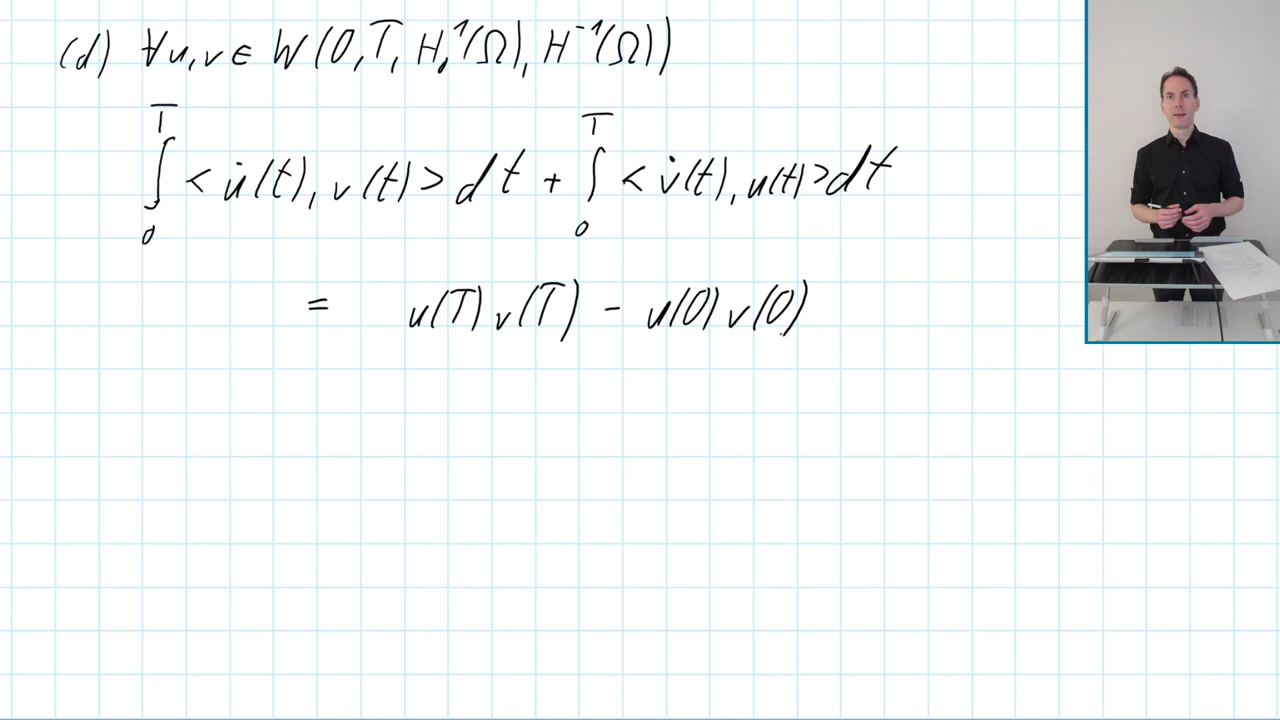 (d) ∀u,v ∈ W(0,T, H₀¹(Ω), H⁻¹(Ω))
∫₀ᵀ <u̇(t), v(t)> dt + ∫₀ᵀ <v̇(t), u(t)> dt
= u(T) v(T) - u(0) v(0)